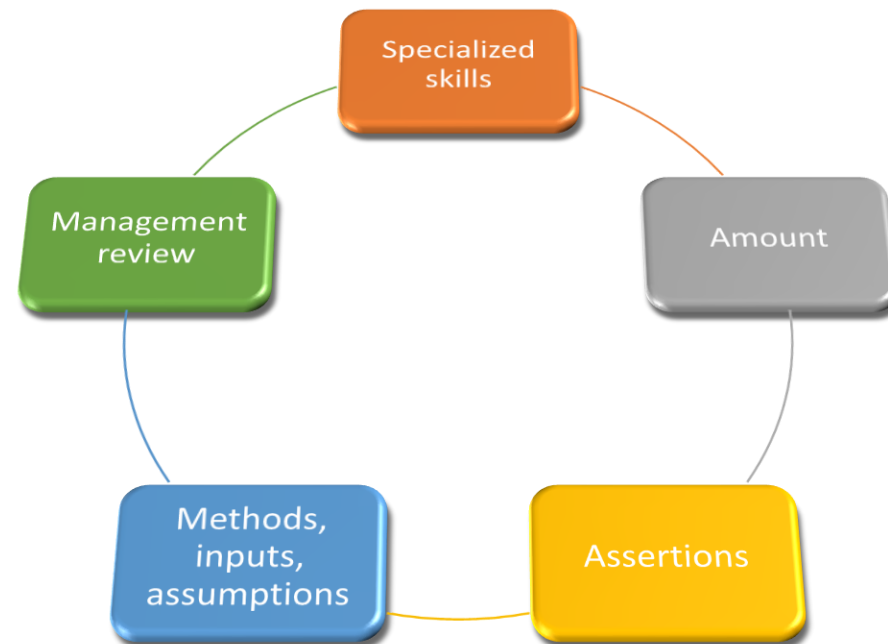 Specialized
skills
Amount
Assertions
Methods,
inputs,
assumptions
Management
review